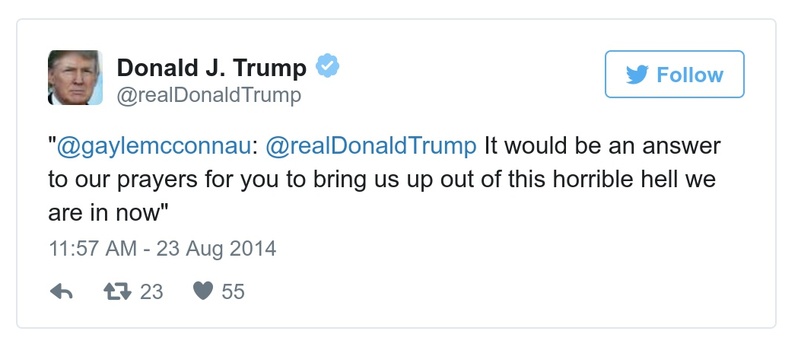 Donald J. Trump
@realDonaldTrump
Follow
"@gaylemcconnau: @realDonaldTrump It would be an answer
to our prayers for you to bring us up out of this horrible hell we
are in now"
11:57 AM - 23 Aug 2014
23 55